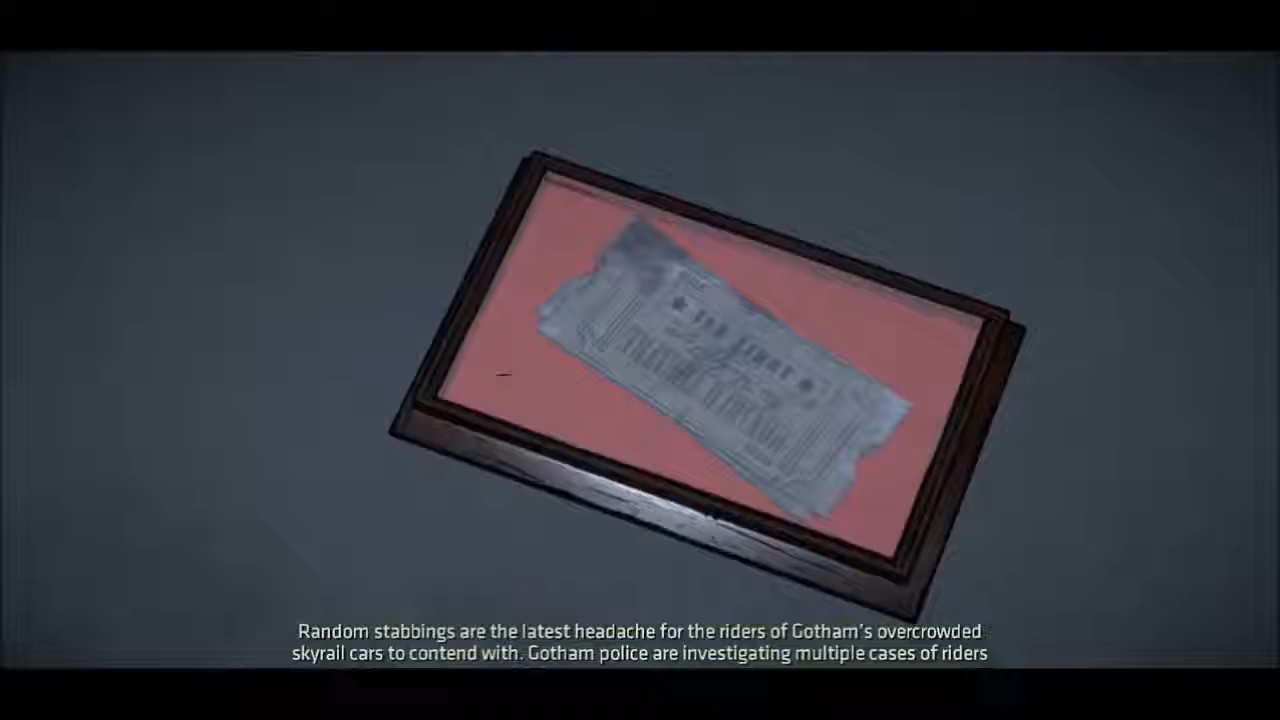 Random stabbings are the latest headache for the riders of Gotham's overcrowded
skyrail cars to contend with. Gotham police are investigating multiple cases of riders